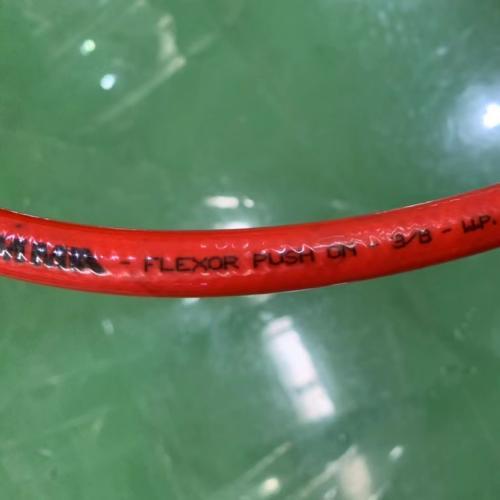 - FLEXOR PUSH ON - 3/8 - W.P.